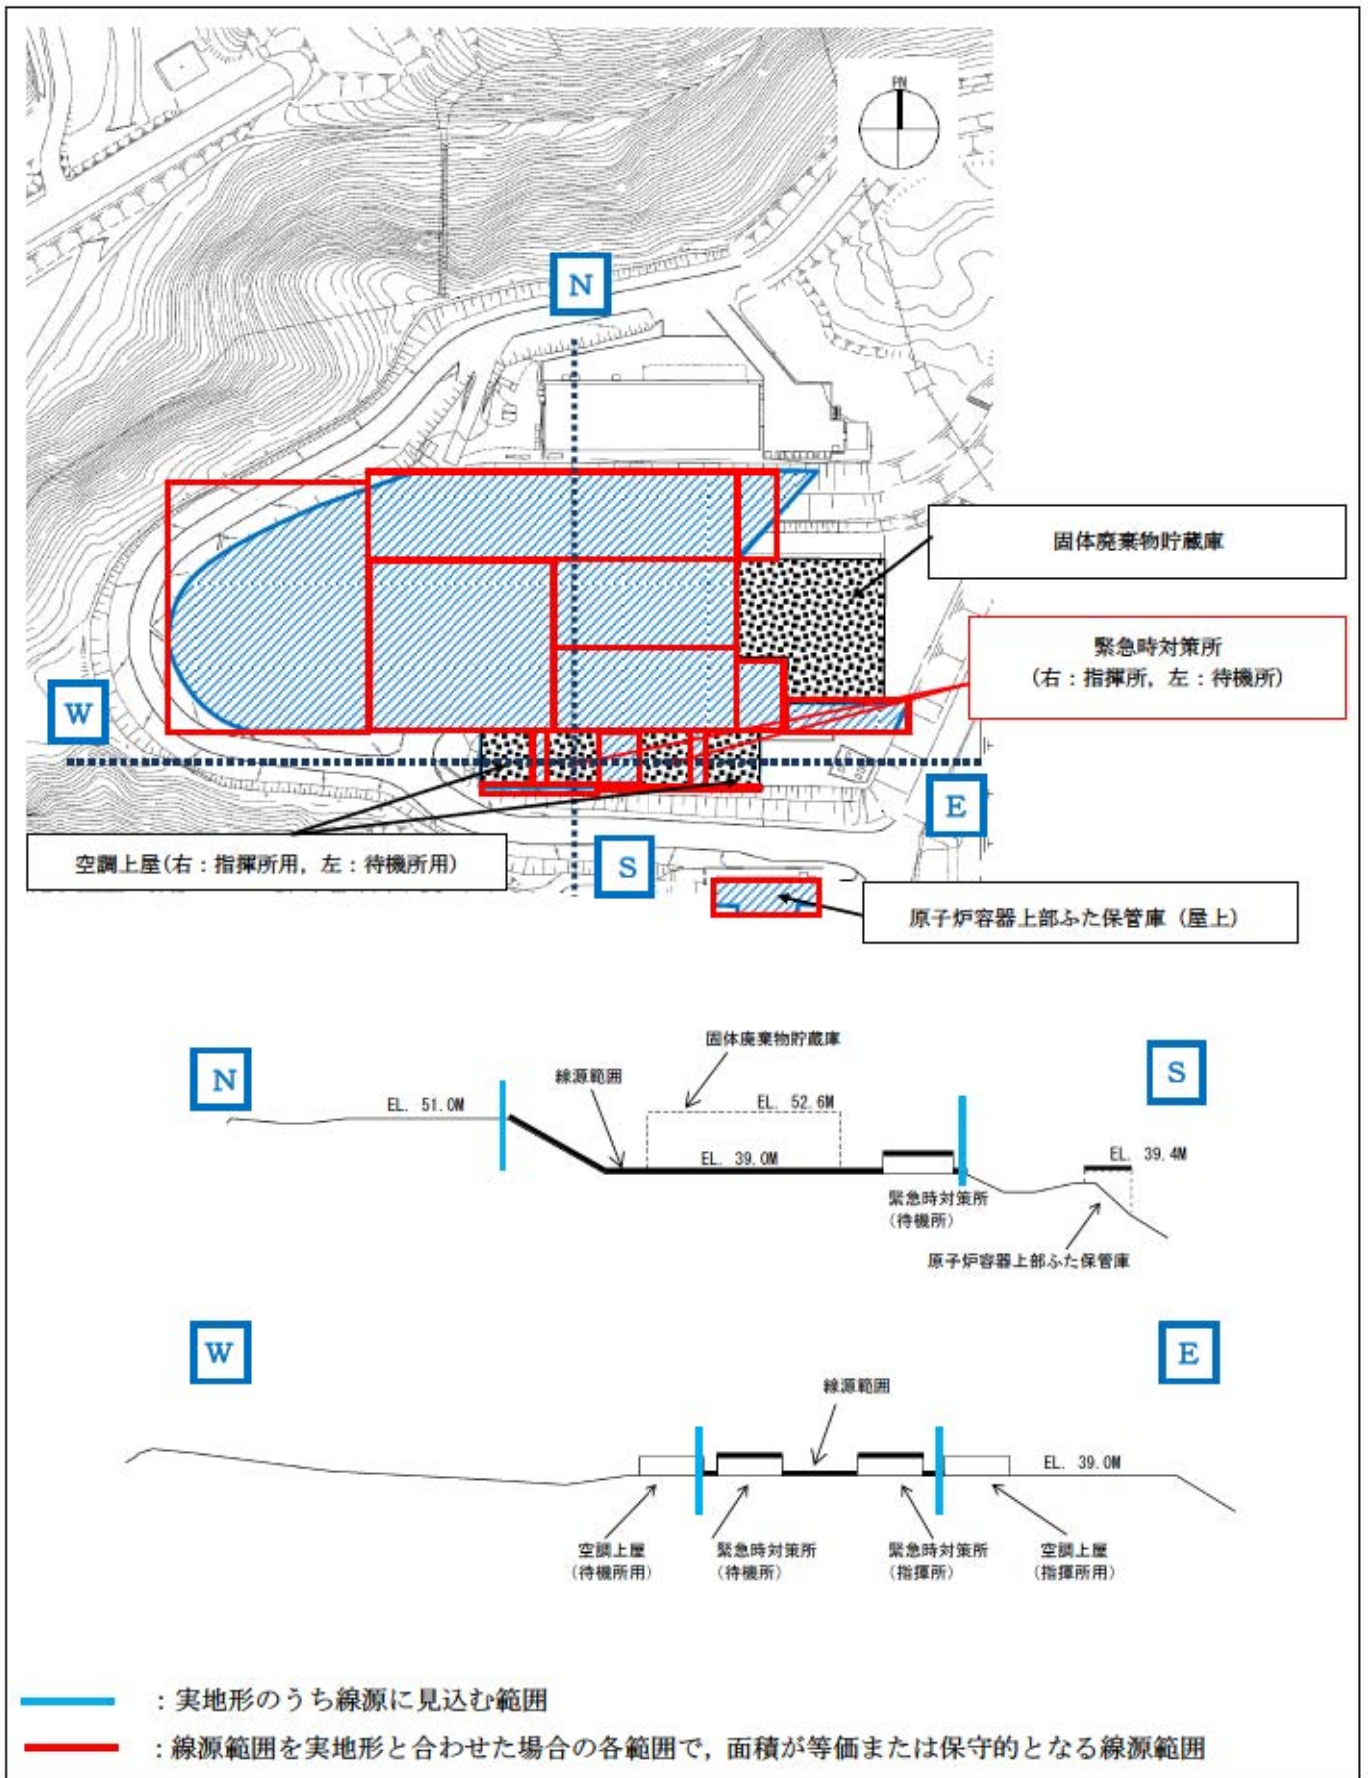 PN
N
固体廃棄物貯蔵庫
緊急時対策所
(右：指揮所，左：待機所)
W
E
空調上屋(右：指揮所用，左：待機所用)
S
原子炉容器上部ふた保管庫（屋上）
N
S
固体廃棄物貯蔵庫
線源範囲
EL. 51.0M
EL. 52.6M
EL. 39.0M
EL. 39.4M
緊急時対策所
(待機所)
原子炉容器上部ふた保管庫
W
E
線源範囲
EL. 39.0M
空調上屋
(待機所用)
緊急時対策所
(待機所)
緊急時対策所
(指揮所)
空調上屋
(指揮所用)
：実地形のうち線源に見込む範囲
：線源範囲を実地形と合わせた場合の各範囲で，面積が等価または保守的となる線源範囲